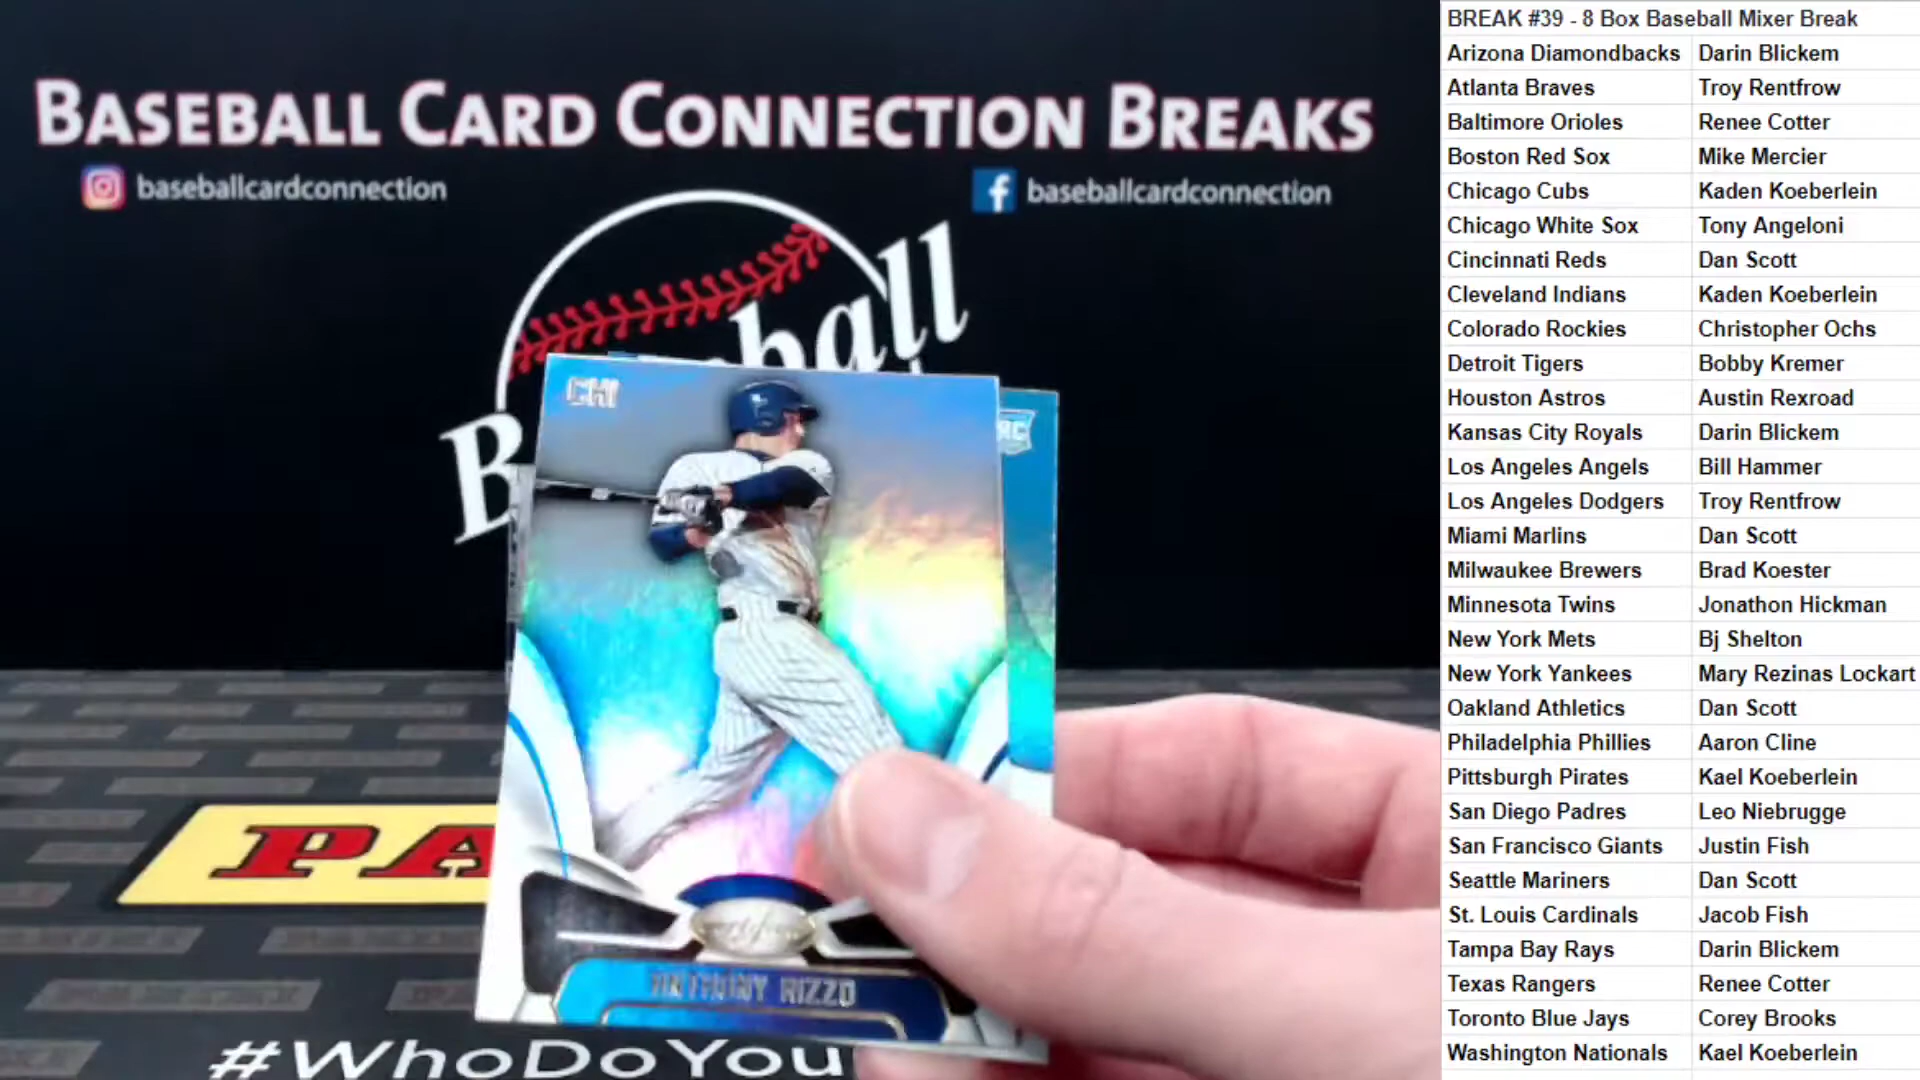 BASEBALL CARD CONNECTION BREAKS
baseballcardconnection
baseballcardconnection
Baseball
CHI
RC
ANTHONY RIZZO
PA
#WhoDoYou
BREAK #39 - 8 Box Baseball Mixer Break
Arizona Diamondbacks Darin Blickem
Atlanta Braves Troy Rentfrow
Baltimore Orioles Renee Cotter
Boston Red Sox Mike Mercier
Chicago Cubs Kaden Koeberlein
Chicago White Sox Tony Angeloni
Cincinnati Reds Dan Scott
Cleveland Indians Kaden Koeberlein
Colorado Rockies Christopher Ochs
Detroit Tigers Bobby Kremer
Houston Astros Austin Rexroad
Kansas City Royals Darin Blickem
Los Angeles Angels Bill Hammer
Los Angeles Dodgers Troy Rentfrow
Miami Marlins Dan Scott
Milwaukee Brewers Brad Koester
Minnesota Twins Jonathon Hickman
New York Mets Bj Shelton
New York Yankees Mary Rezinas Lockart
Oakland Athletics Dan Scott
Philadelphia Phillies Aaron Cline
Pittsburgh Pirates Kael Koeberlein
San Diego Padres Leo Niebrugge
San Francisco Giants Justin Fish
Seattle Mariners Dan Scott
St. Louis Cardinals Jacob Fish
Tampa Bay Rays Darin Blickem
Texas Rangers Renee Cotter
Toronto Blue Jays Corey Brooks
Washington Nationals Kael Koeberlein